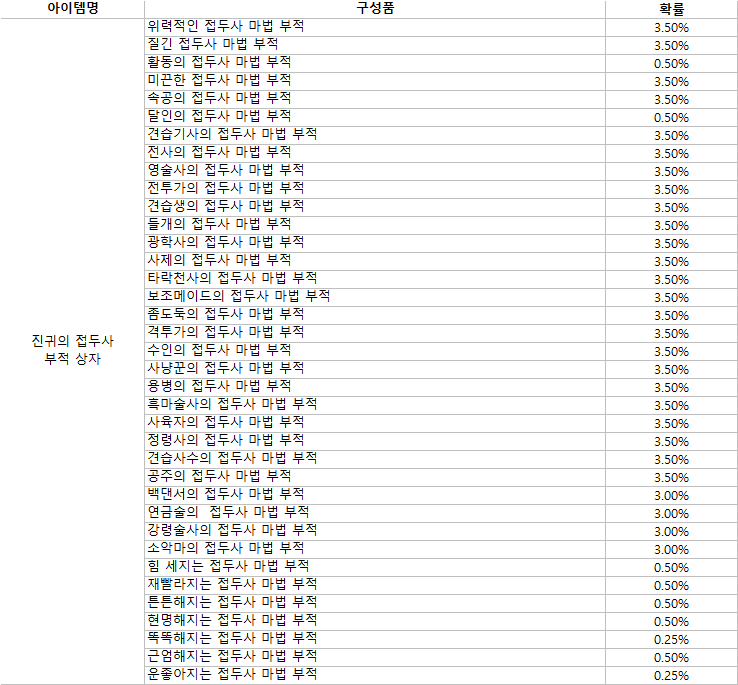 아이템명 구성품 확률
위력적인 접두사 마법 부적 3.50%
질긴 접두사 마법 부적 3.50%
활동의 접두사 마법 부적 0.50%
미끈한 접두사 마법 부적 3.50%
속공의 접두사 마법 부적 3.50%
달인의 접두사 마법 부적 0.50%
견습기사의 접두사 마법 부적 3.50%
전사의 접두사 마법 부적 3.50%
영술사의 접두사 마법 부적 3.50%
전투가의 접두사 마법 부적 3.50%
견습생의 접두사 마법 부적 3.50%
들개의 접두사 마법 부적 3.50%
광학사의 접두사 마법 부적 3.50%
사제의 접두사 마법 부적 3.50%
타락천사의 접두사 마법 부적 3.50%
보조메이드의 접두사 마법 부적 3.50%
좀도둑의 접두사 마법 부적 3.50%
진귀의 접두사
부적 상자
격투가의 접두사 마법 부적 3.50%
수인의 접두사 마법 부적 3.50%
사냥꾼의 접두사 마법 부적 3.50%
용병의 접두사 마법 부적 3.50%
흑마술사의 접두사 마법 부적 3.50%
사육자의 접두사 마법 부적 3.50%
정령사의 접두사 마법 부적 3.50%
견습사수의 접두사 마법 부적 3.50%
공주의 접두사 마법 부적 3.50%
백댄서의 접두사 마법 부적 3.00%
연금술의  접두사 마법 부적 3.00%
강령술사의 접두사 마법 부적 3.00%
소악마의 접두사 마법 부적 3.00%
힘 세지는 접두사 마법 부적 0.50%
재빨라지는 접두사 마법 부적 0.50%
튼튼해지는 접두사 마법 부적 0.50%
현명해지는 접두사 마법 부적 0.50%
똑똑해지는 접두사 마법 부적 0.25%
근엄해지는 접두사 마법 부적 0.50%
운좋아지는 접두사 마법 부적 0.25%